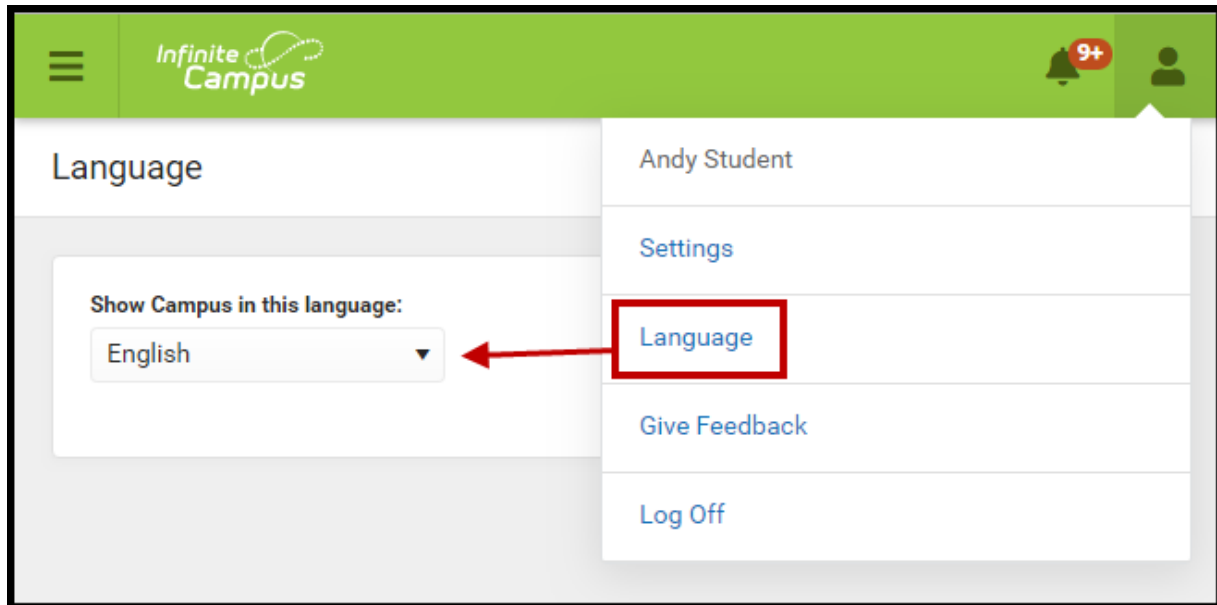 Infinite
Campus
9+
Language
Andy Student
Settings
Show Campus in this language:
English
Language
Give Feedback
Log Off